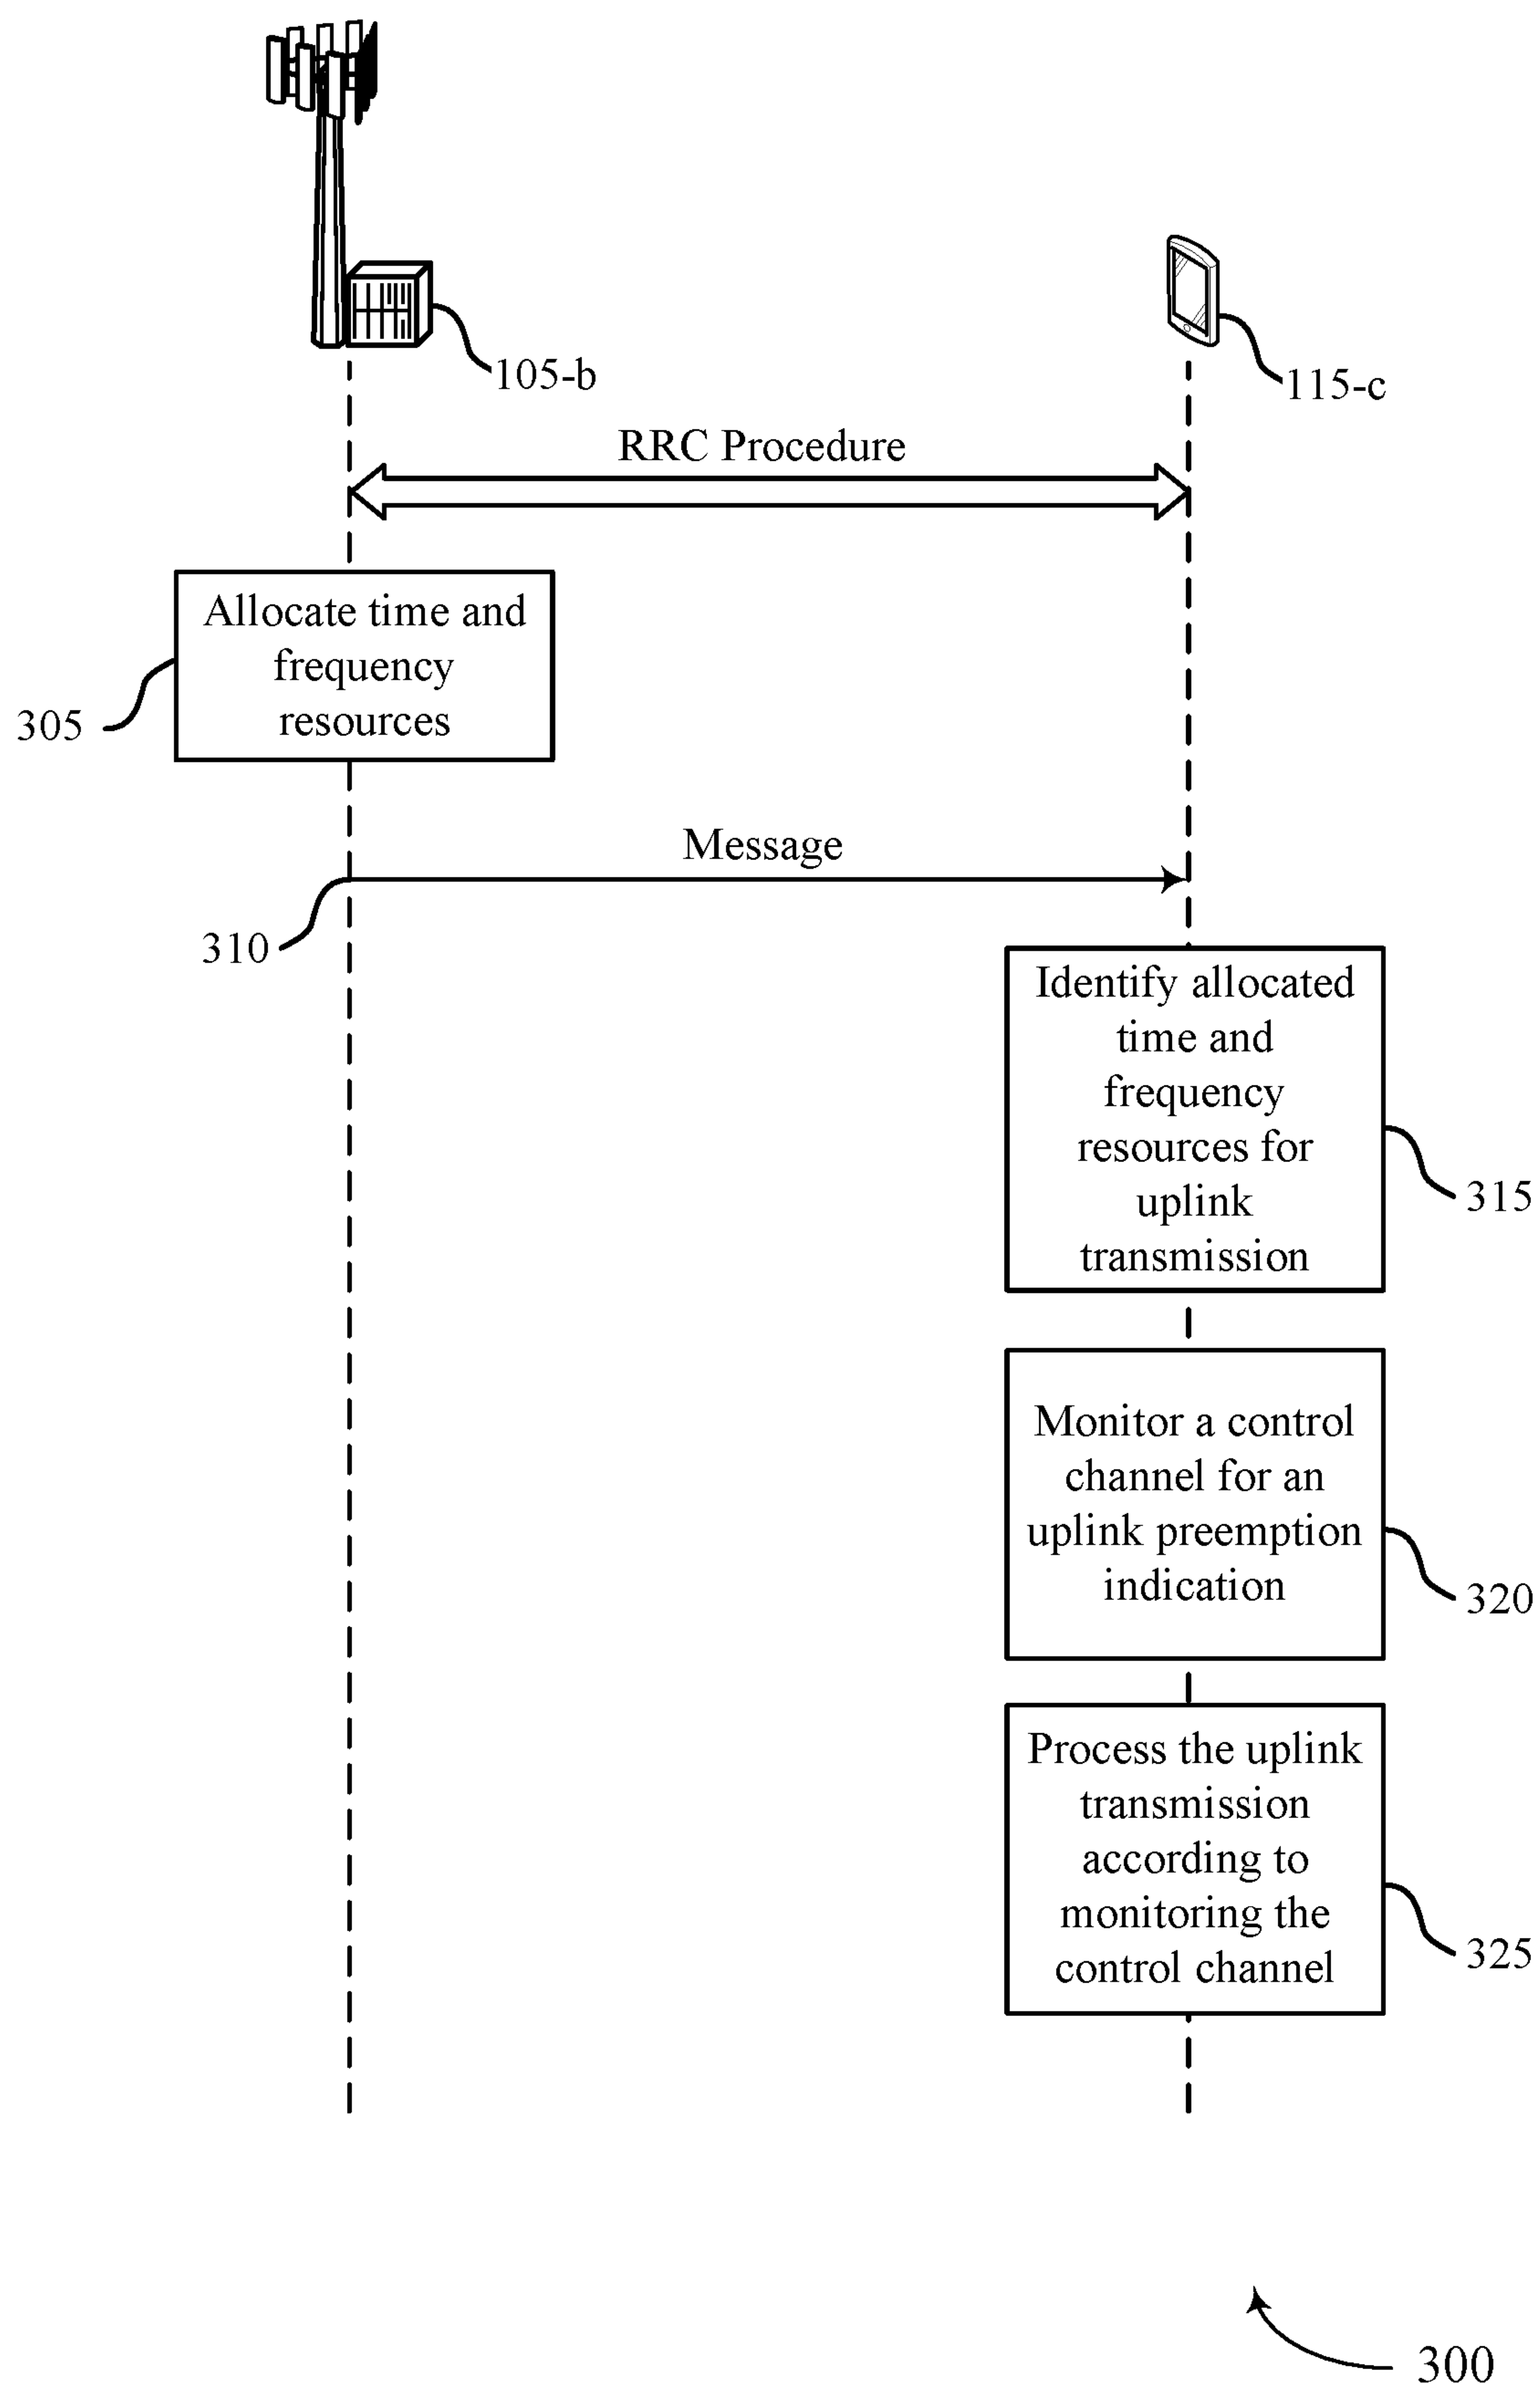 105-b
115-c
RRC Procedure
Allocate time and
frequency
resources
305
Message
310
Identify allocated
time and
frequency
resources for
uplink
transmission
315
Monitor a control
channel for an
uplink preemption
indication
320
Process the uplink
transmission
according to
monitoring the
control channel
325
300